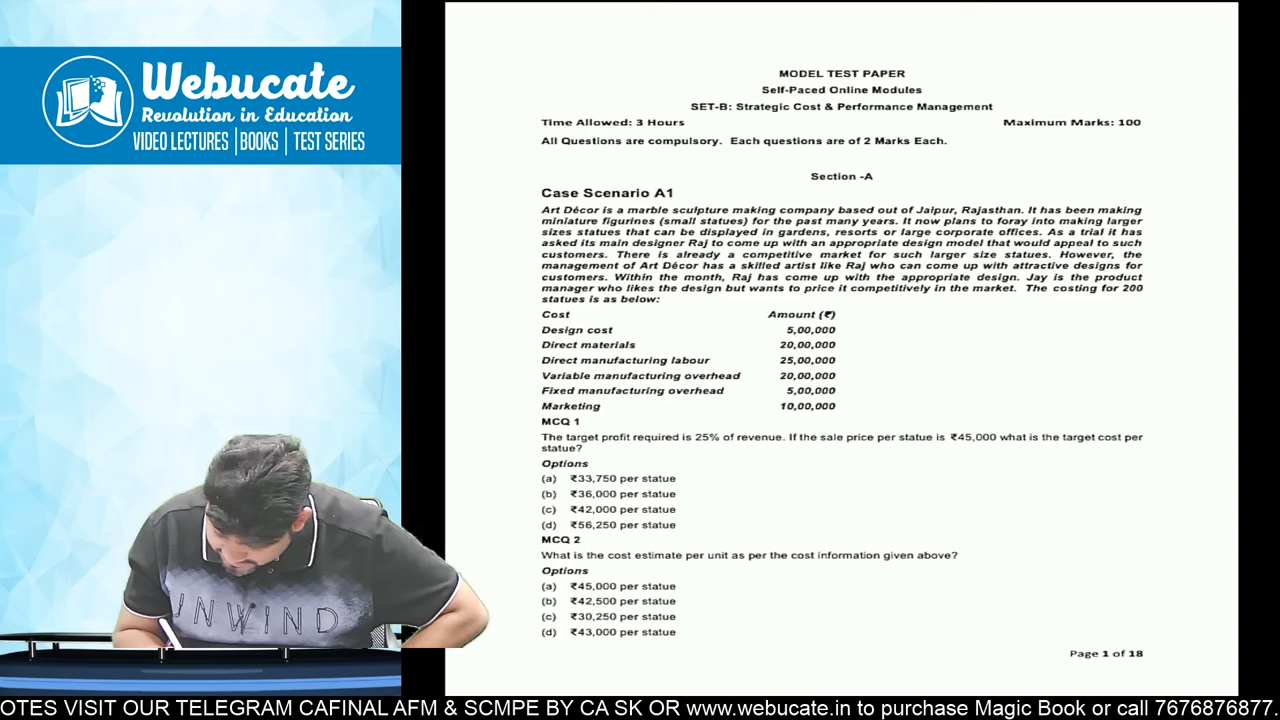 Webucate
Revolution in Education
VIDEO LECTURES | BOOKS | TEST SERIES
MODEL TEST PAPER
Self-Paced Online Modules
SET-B: Strategic Cost & Performance Management
Time Allowed: 3 Hours Maximum Marks: 100
All Questions are compulsory. Each questions are of 2 Marks Each.
Section -A
Case Scenario A1
Art Décor is a marble sculpture making company based out of Jaipur, Rajasthan. It has been making
miniature figurines (small statues) for the past many years. It now plans to foray into making larger
sizes statues that can be displayed in gardens, resorts or large corporate offices. As a trial it has
asked its main designer Raj to come up with an appropriate design model that would appeal to such
customers. There is already a competitive market for such larger size statues. However, the
management of Art Décor has a skilled artist like Raj who can come up with attractive designs for
customers. Within the month, Raj has come up with the appropriate design. Jay is the product
manager who likes the design but wants to price it competitively in the market. The costing for 200
statues is as below:
Cost Amount (₹)
Design cost 5,00,000
Direct materials 20,00,000
Direct manufacturing labour 25,00,000
Variable manufacturing overhead 20,00,000
Fixed manufacturing overhead 5,00,000
Marketing 10,00,000
MCQ 1
The target profit required is 25% of revenue. If the sale price per statue is ₹45,000 what is the target cost per
statue?
Options
(a) ₹33,750 per statue
(b) ₹36,000 per statue
(c) ₹42,000 per statue
(d) ₹56,250 per statue
MCQ 2
What is the cost estimate per unit as per the cost information given above?
Options
(a) ₹45,000 per statue
(b) ₹42,500 per statue
(c) ₹30,250 per statue
(d) ₹43,000 per statue
Page 1 of 18
UNWIND
OTES VISIT OUR TELEGRAM CAFINAL AFM & SCMPE BY CA SK OR www.webucate.in to purchase Magic Book or call 7676876877.